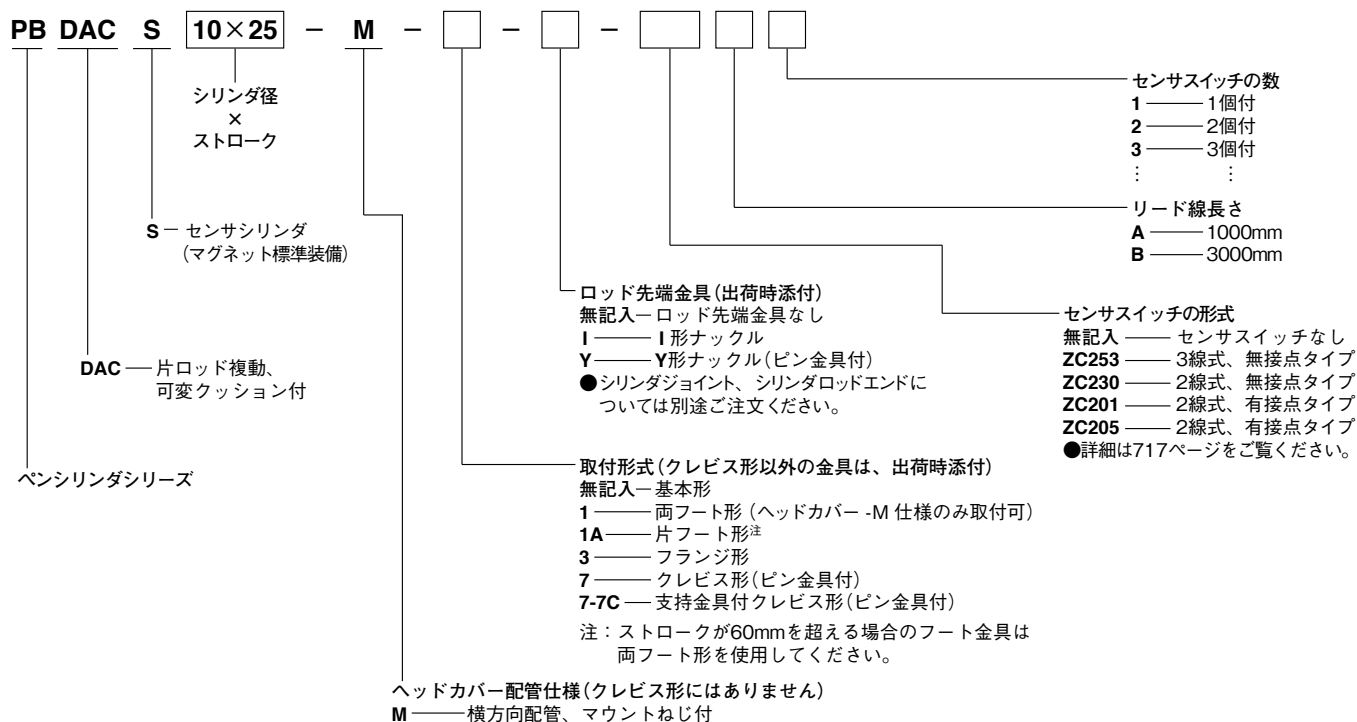 PB DAC S 10×25 － M － － －
シリンダ径
×
ストローク
センサスイッチの数
1 ── 1個付
2 ── 2個付
3 ── 3個付
⋮ ⋮
リード線長さ
A ── 1000mm
B ── 3000mm
S ─ センサシリンダ
(マグネット標準装備)
ロッド先端金具(出荷時添付)
無記入─ロッド先端金具なし
I ── I 形ナックル
Y ── Y形ナックル(ピン金具付)
●シリンダジョイント、シリンダロッドエンドに
ついては別途ご注文ください。
センサスイッチの形式
無記入 ── センサスイッチなし
ZC253 ── 3線式、無接点タイプ
ZC230 ── 2線式、無接点タイプ
ZC201 ── 2線式、有接点タイプ
ZC205 ── 2線式、有接点タイプ
●詳細は717ページをご覧ください。
DAC ─ 片ロッド複動、
可変クッション付
ペンシリンダシリーズ
取付形式(クレビス形以外の金具は、出荷時添付)
無記入─基本形
1 ── 両フート形 (ヘッドカバー -M 仕様のみ取付可)
1A ── 片フート形注
3 ── フランジ形
7 ── クレビス形(ピン金具付)
7-7C ─ 支持金具付クレビス形(ピン金具付)
注：ストロークが60mmを超える場合のフート金具は
両フート形を使用してください。
ヘッドカバー配管仕様(クレビス形にはありません)
M ── 横方向配管、マウントねじ付